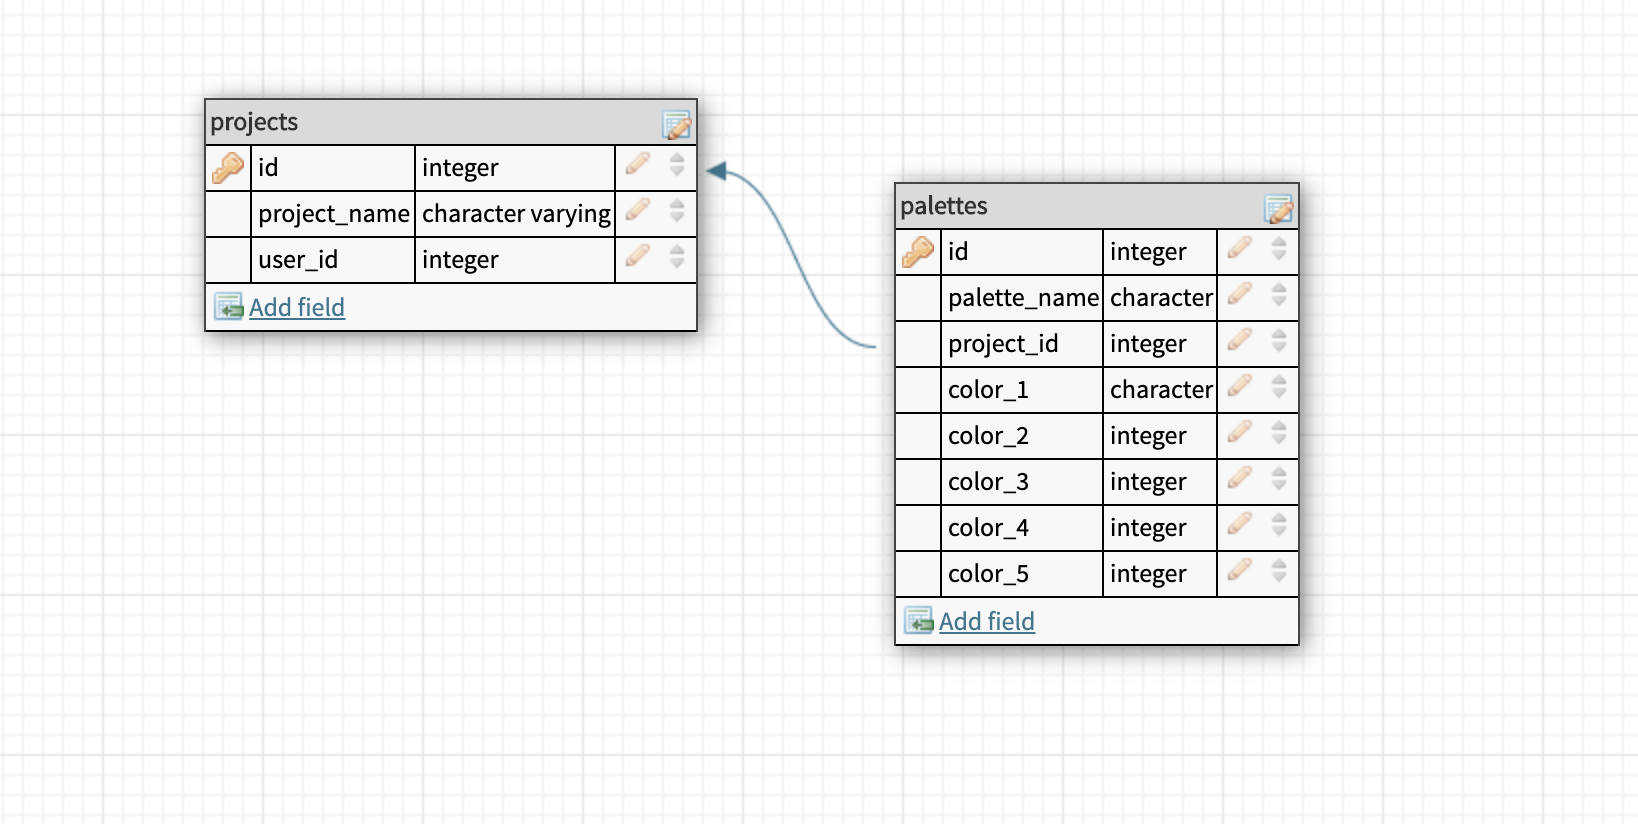 projects
id integer
project_name character varying
user_id integer
Add field
palettes
id integer
palette_name character
project_id integer
color_1 character
color_2 integer
color_3 integer
color_4 integer
color_5 integer
Add field